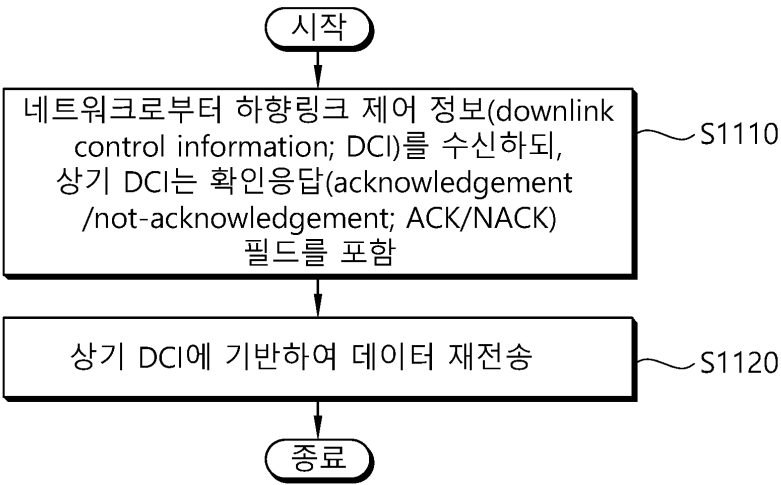 시작
네트워크로부터 하향링크 제어 정보(downlink
control information; DCI)를 수신하되,
상기 DCI는 확인응답(acknowledgement
/not-acknowledgement; ACK/NACK)
필드를 포함
S1110
상기 DCI에 기반하여 데이터 재전송
S1120
종료